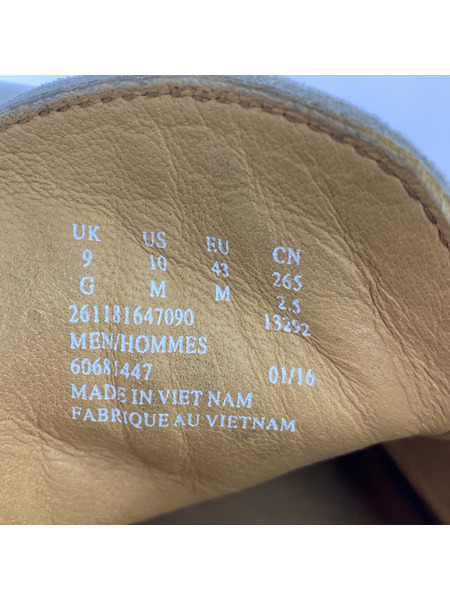 UK US EU CN
9 10 43 265
G M M 2.5
261181647090 13292
MEN/HOMMES
60681447 01/16
MADE IN VIET NAM
FABRIQUE AU VIETNAM